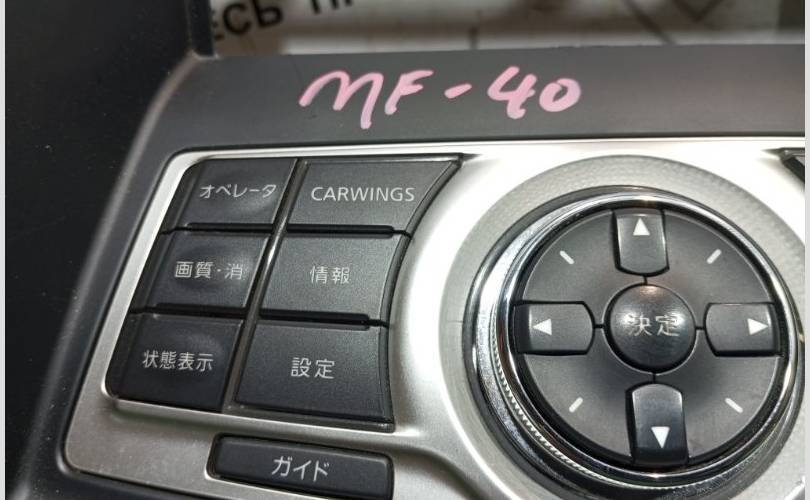 ЕСЬ П
MF-40
オペレータ
CARWINGS
画質・消
情報
状態表示
設定
決定
ガイド